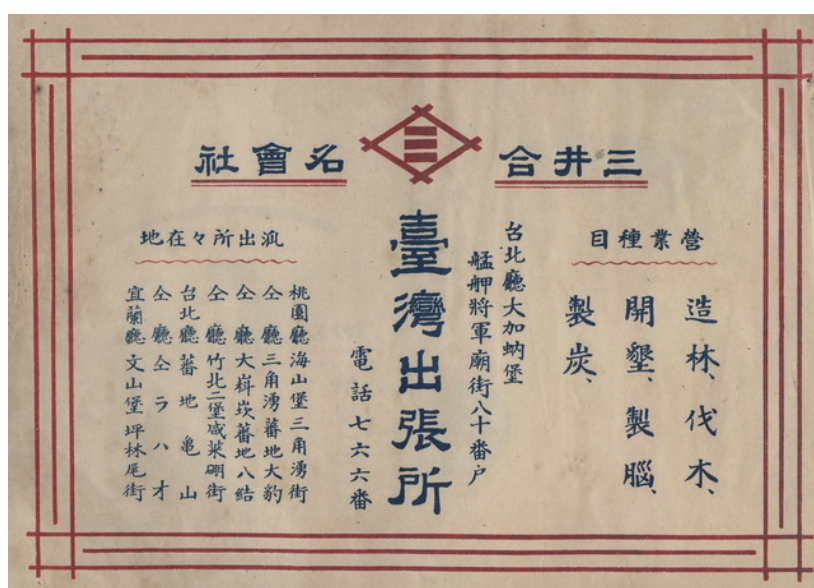 三井合名會社
營業種目
造林、伐木、
開墾、製腦、
製炭、
台北廳大加蚋堡
艋舺將軍廟街八十番戶
臺灣出張所
電話七六六番
派出所々在地
桃園廳海山堡三角湧街
仝廳三角湧蕃地大豹
仝廳大嵙崁蕃地八結
仝廳竹北二堡咸菜硼街
台北廳蕃地亀山
仝廳仝ラハオ
宜蘭廳文山堡坪林尾街